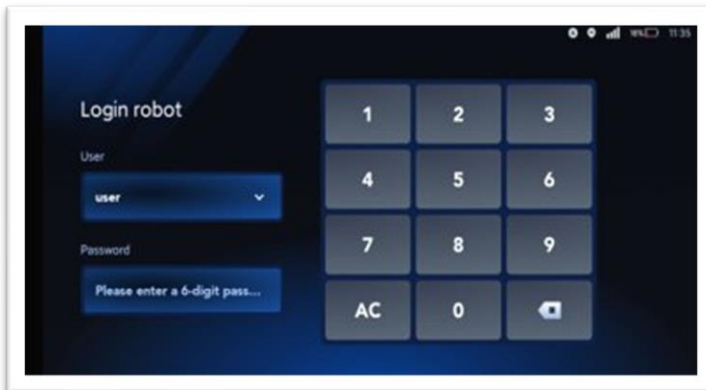 11:35
Login robot
User
user
Password
Please enter a 6-digit pass...
1 2 3
4 5 6
7 8 9
AC 0